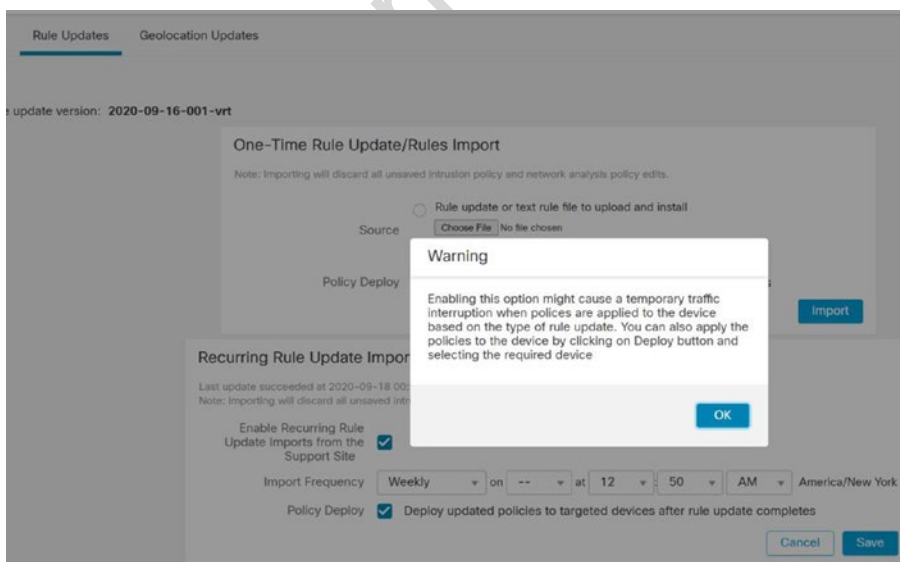 Rule Updates Geolocation Updates
update version: 2020-09-16-001-vrt
One-Time Rule Update/Rules Import
Note: Importing will discard all unsaved intrusion policy and network analysis policy edits.
Rule update or text rule file to upload and install
Source Choose File No file chosen
Warning
Policy Deploy
Enabling this option might cause a temporary traffic
interruption when polices are applied to the device
based on the type of rule update. You can also apply the
policies to the device by clicking on Deploy button and
selecting the required device
Import
OK
Recurring Rule Update Impor
Last update succeeded at 2020-09-18 00:
Note: Importing will discard all unsaved intr
Enable Recurring Rule
Update Imports from the
Support Site
Import Frequency Weekly on -- at 12 : 50 AM America/New York
Policy Deploy Deploy updated policies to targeted devices after rule update completes
Cancel Save